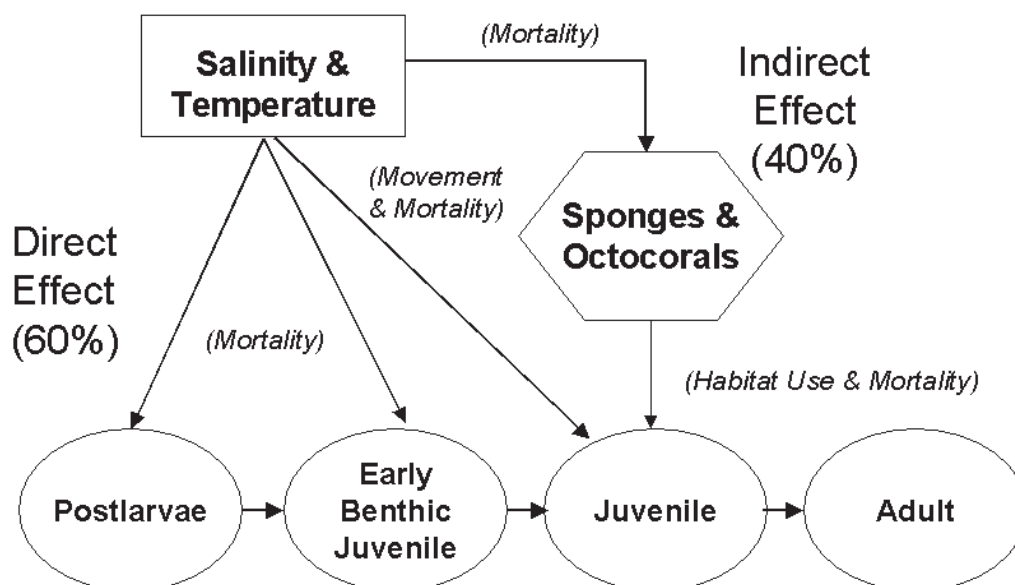 (Mortality)
Salinity &
Temperature
Indirect
Effect
(40%)
(Movement
& Mortality)
Sponges &
Octocorals
Direct
Effect
(60%)
(Mortality)
(Habitat Use & Mortality)
Postlarvae
Early
Benthic
Juvenile
Juvenile
Adult